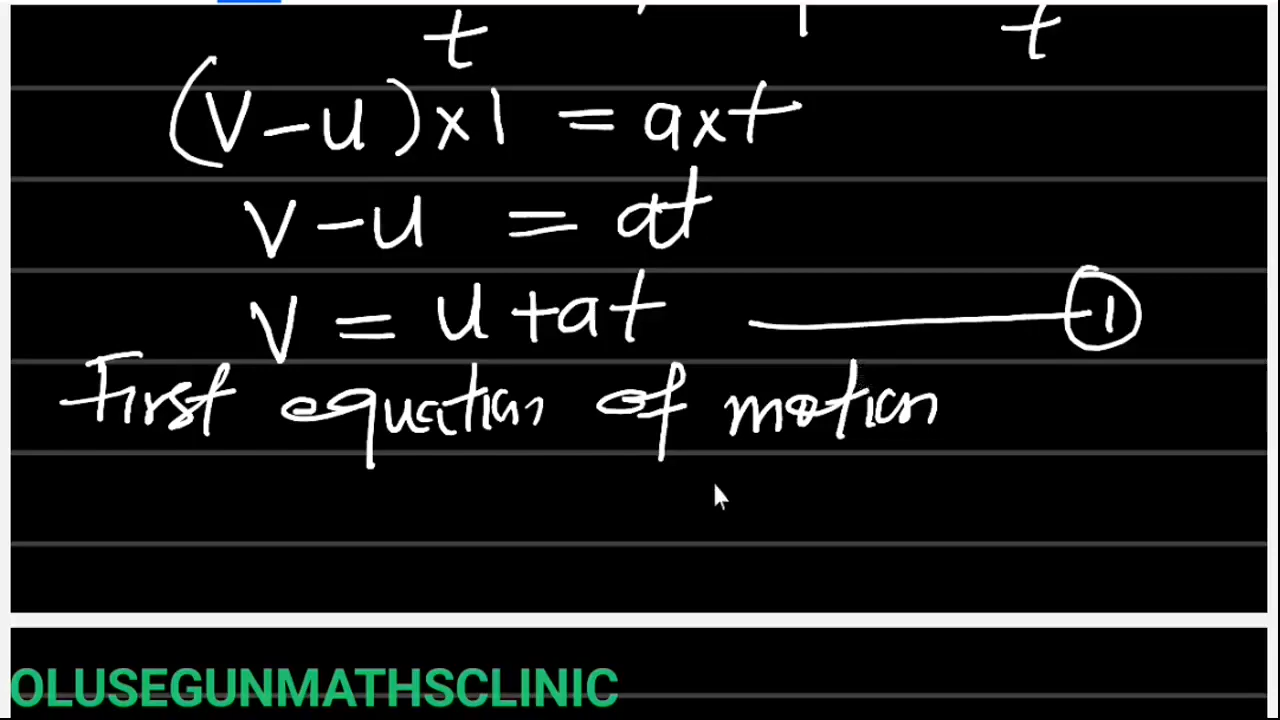 t t
(V-u)x1 = axt
v-u = at
v = u+at 1
First equation of motion
OLUSEGUNMATHSCLINIC